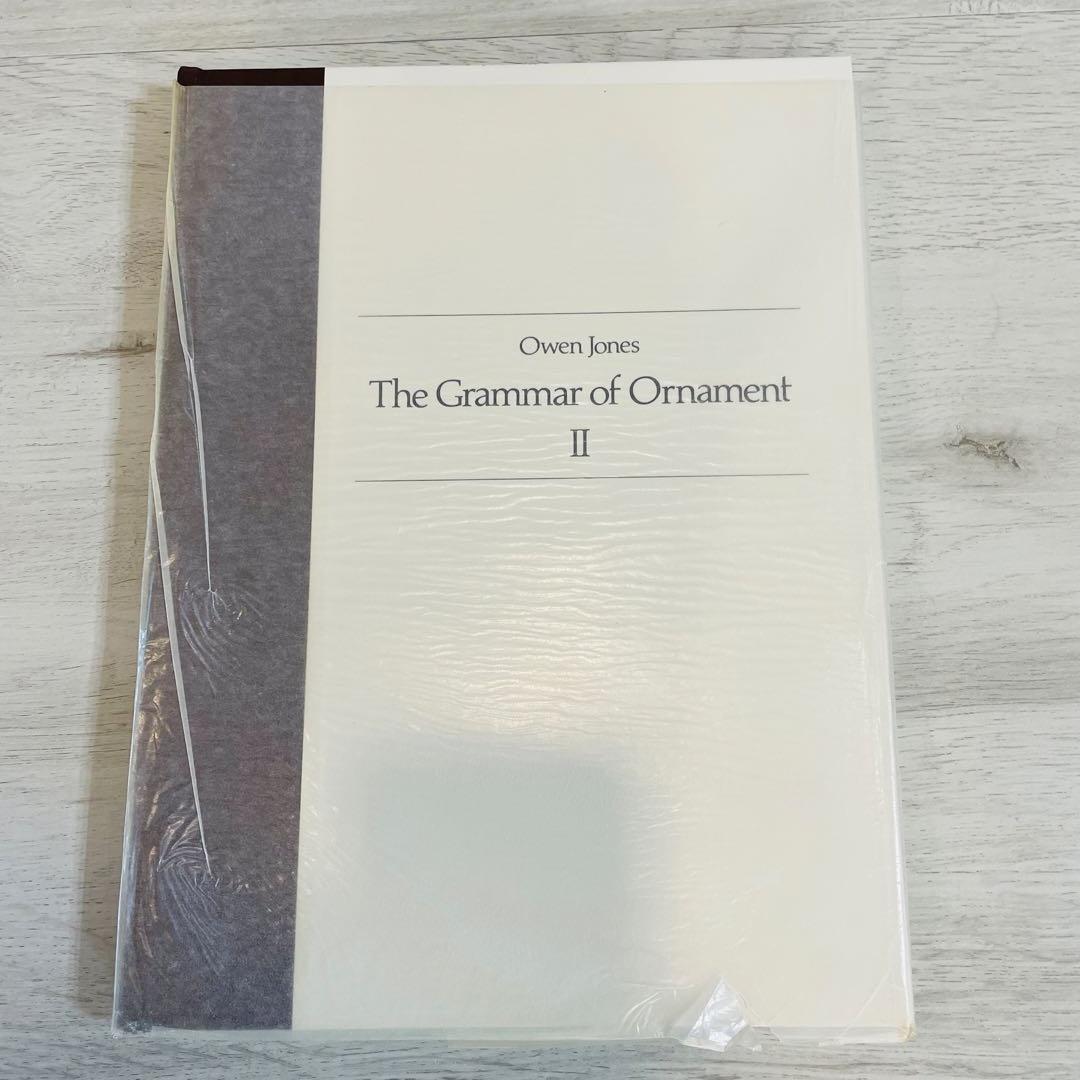 Owen Jones
The Grammar of Ornament
II